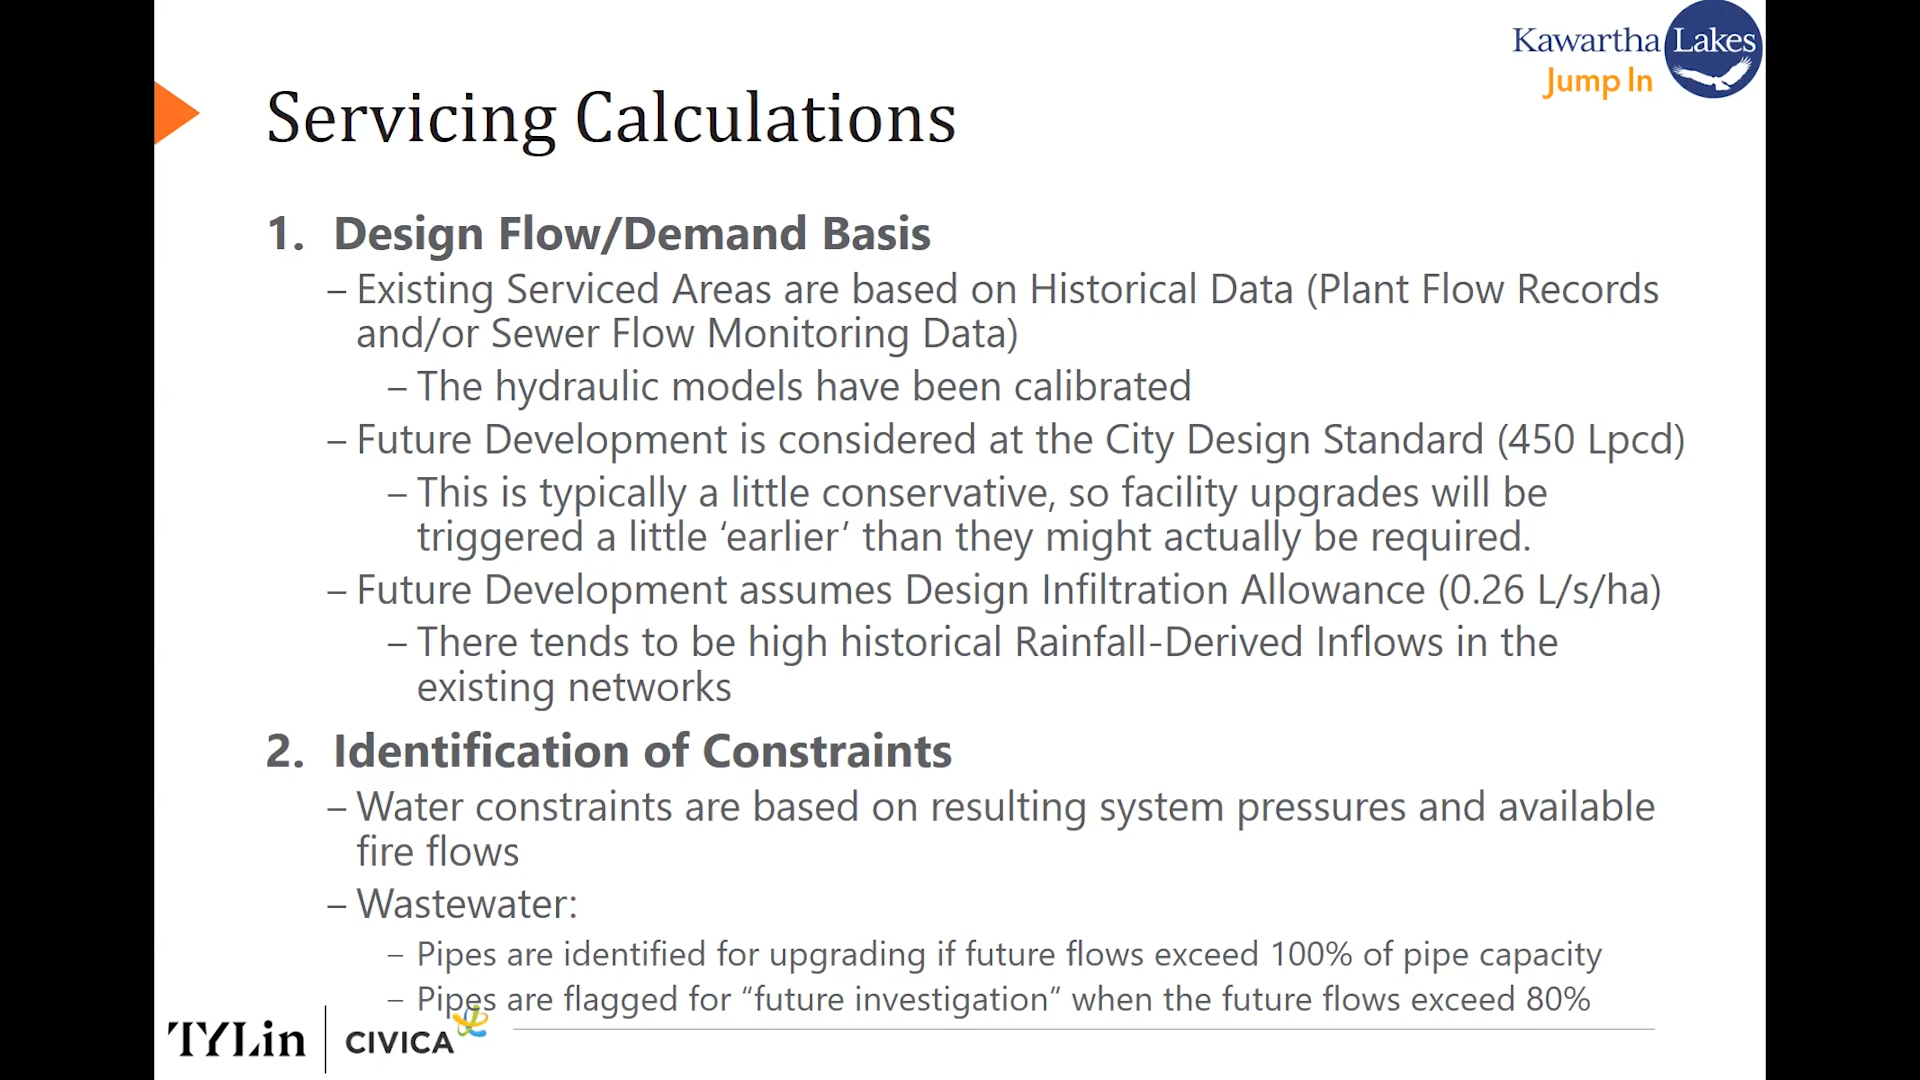 Kawartha Lakes
Jump In
Servicing Calculations
1. Design Flow/Demand Basis
– Existing Serviced Areas are based on Historical Data (Plant Flow Records
and/or Sewer Flow Monitoring Data)
– The hydraulic models have been calibrated
– Future Development is considered at the City Design Standard (450 Lpcd)
– This is typically a little conservative, so facility upgrades will be
triggered a little ‘earlier’ than they might actually be required.
– Future Development assumes Design Infiltration Allowance (0.26 L/s/ha)
– There tends to be high historical Rainfall-Derived Inflows in the
existing networks
2. Identification of Constraints
– Water constraints are based on resulting system pressures and available
fire flows
– Wastewater:
– Pipes are identified for upgrading if future flows exceed 100% of pipe capacity
– Pipes are flagged for “future investigation” when the future flows exceed 80%
TYLin
CIVICA